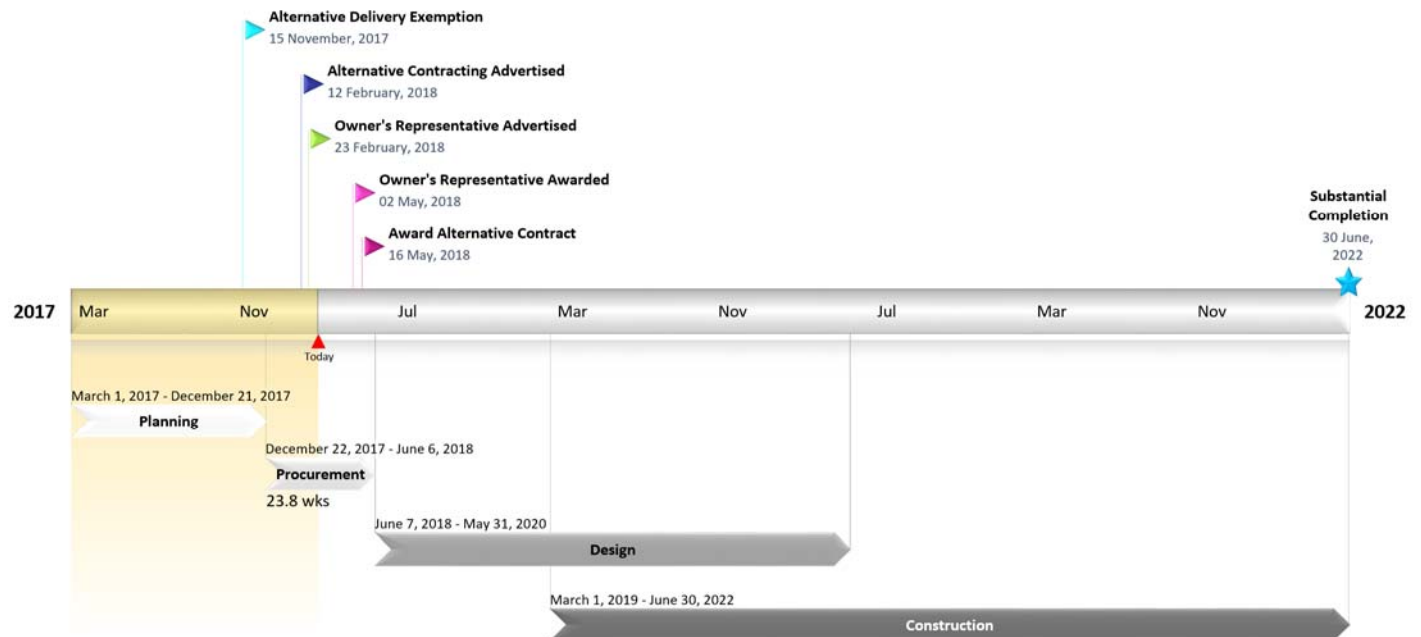 Alternative Delivery Exemption
15 November, 2017
Alternative Contracting Advertised
12 February, 2018
Owner's Representative Advertised
23 February, 2018
Owner's Representative Awarded
02 May, 2018
Award Alternative Contract
16 May, 2018
Substantial
Completion
30 June,
2022
2017 Mar Nov Jul Mar Nov Jul Mar Nov 2022
Today
March 1, 2017 - December 21, 2017
Planning
December 22, 2017 - June 6, 2018
Procurement
23.8 wks
June 7, 2018 - May 31, 2020
Design
March 1, 2019 - June 30, 2022
Construction